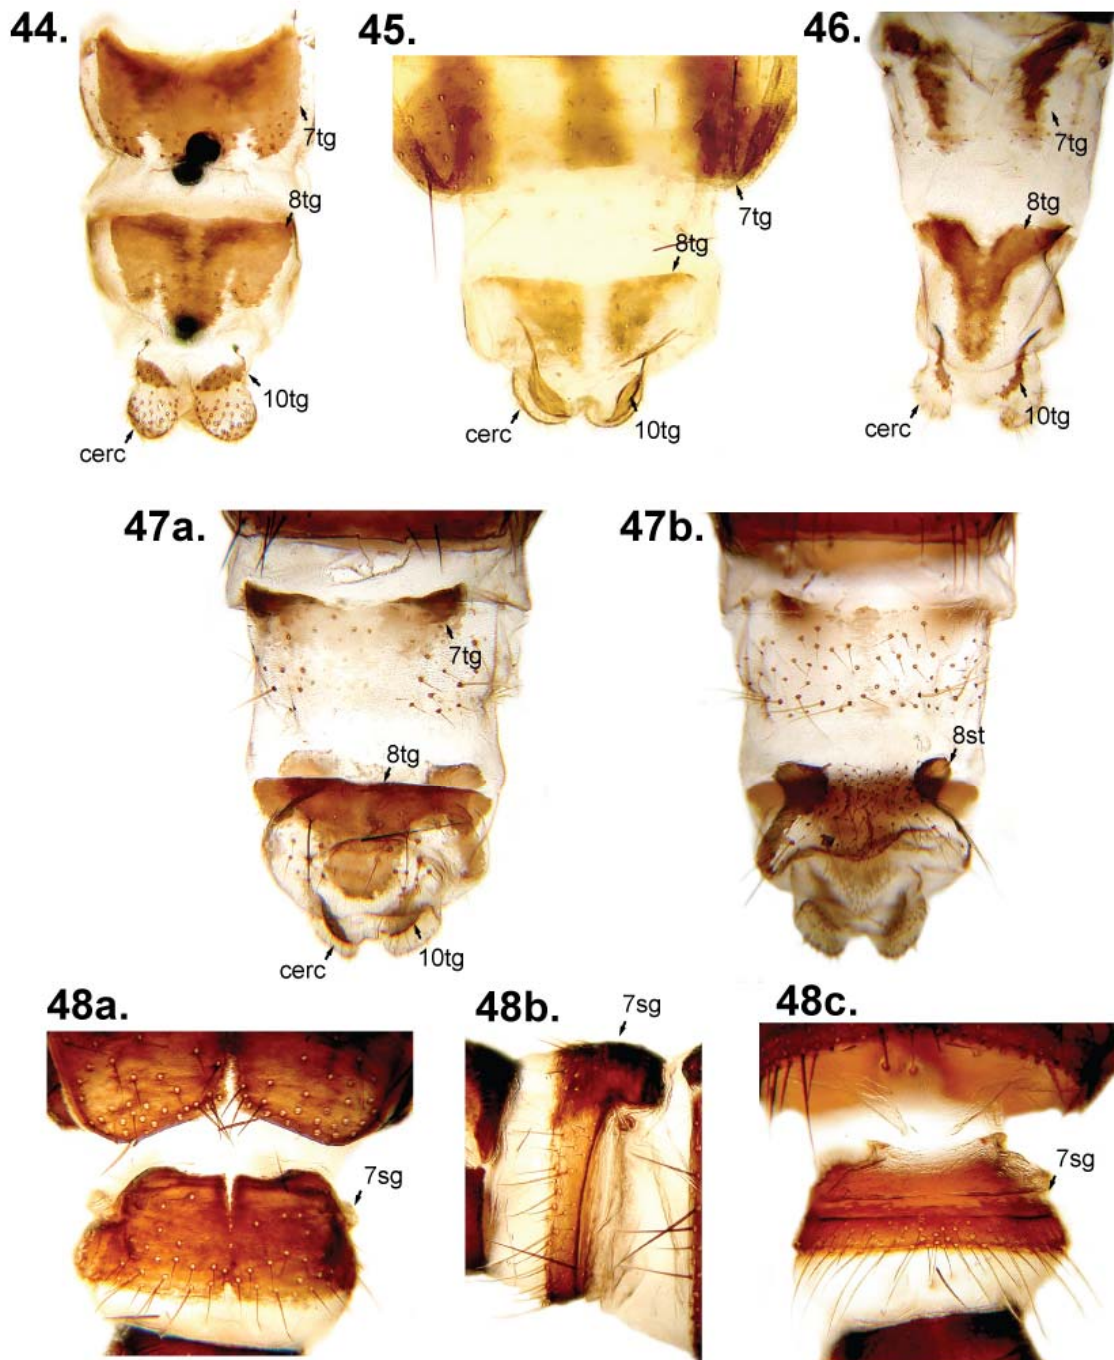 44.
7tg
8tg
10tg
cerc
45.
7tg
8tg
10tg
cerc
46.
7tg
8tg
10tg
cerc
47a.
7tg
8tg
10tg
cerc
47b.
8st
48a.
7sg
48b.
7sg
48c.
7sg